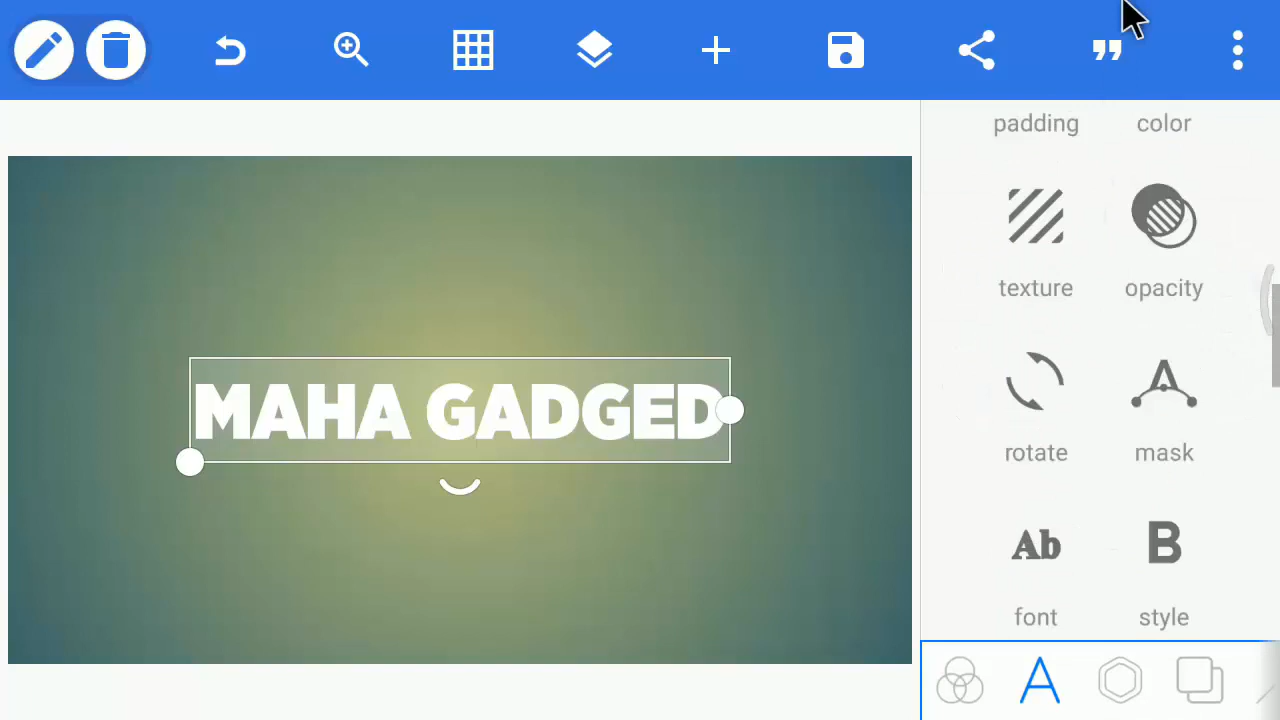 padding color
texture opacity
MAHA GADGED
rotate mask
Ab B
font style
A